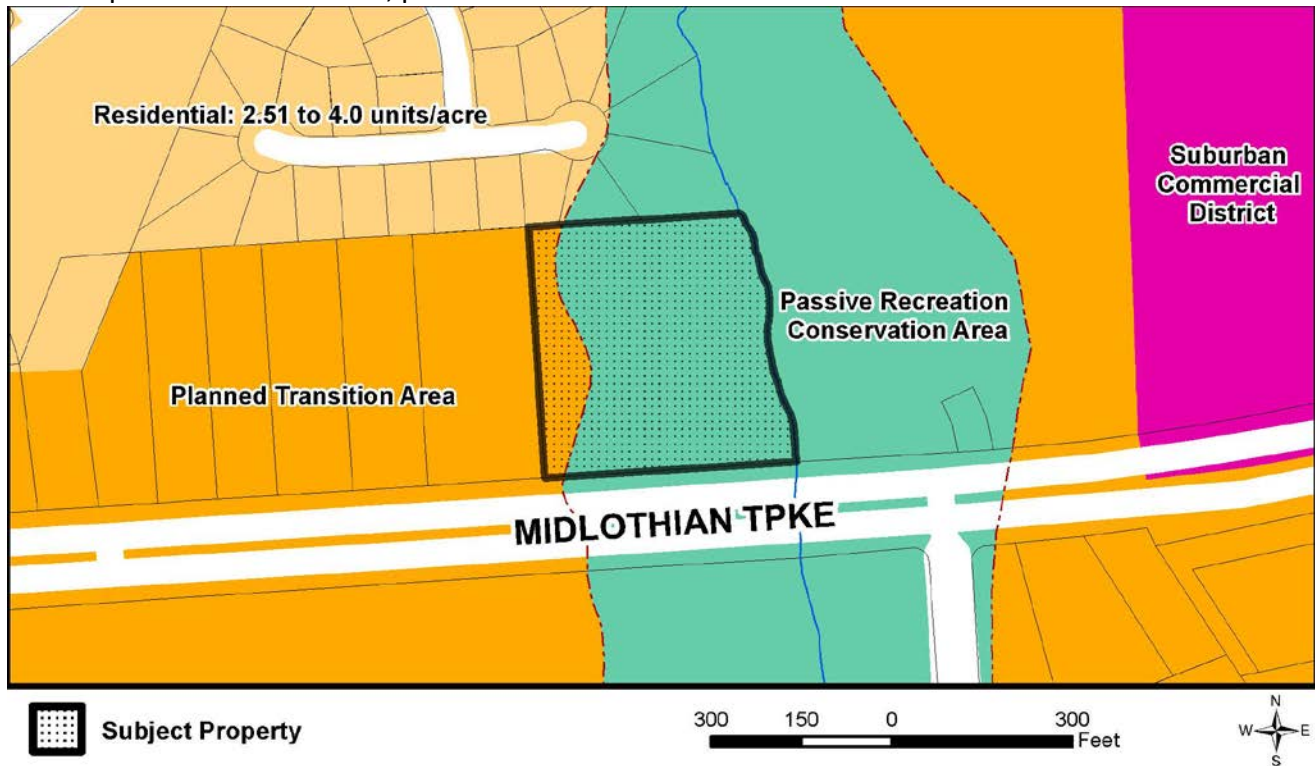 Residential: 2.51 to 4.0 units/acre
Suburban
Commercial
District
Passive Recreation
Conservation Area
Planned Transition Area
MIDLOTHIAN TPKE
Subject Property
300 150 0 300
Feet
N
W E
S